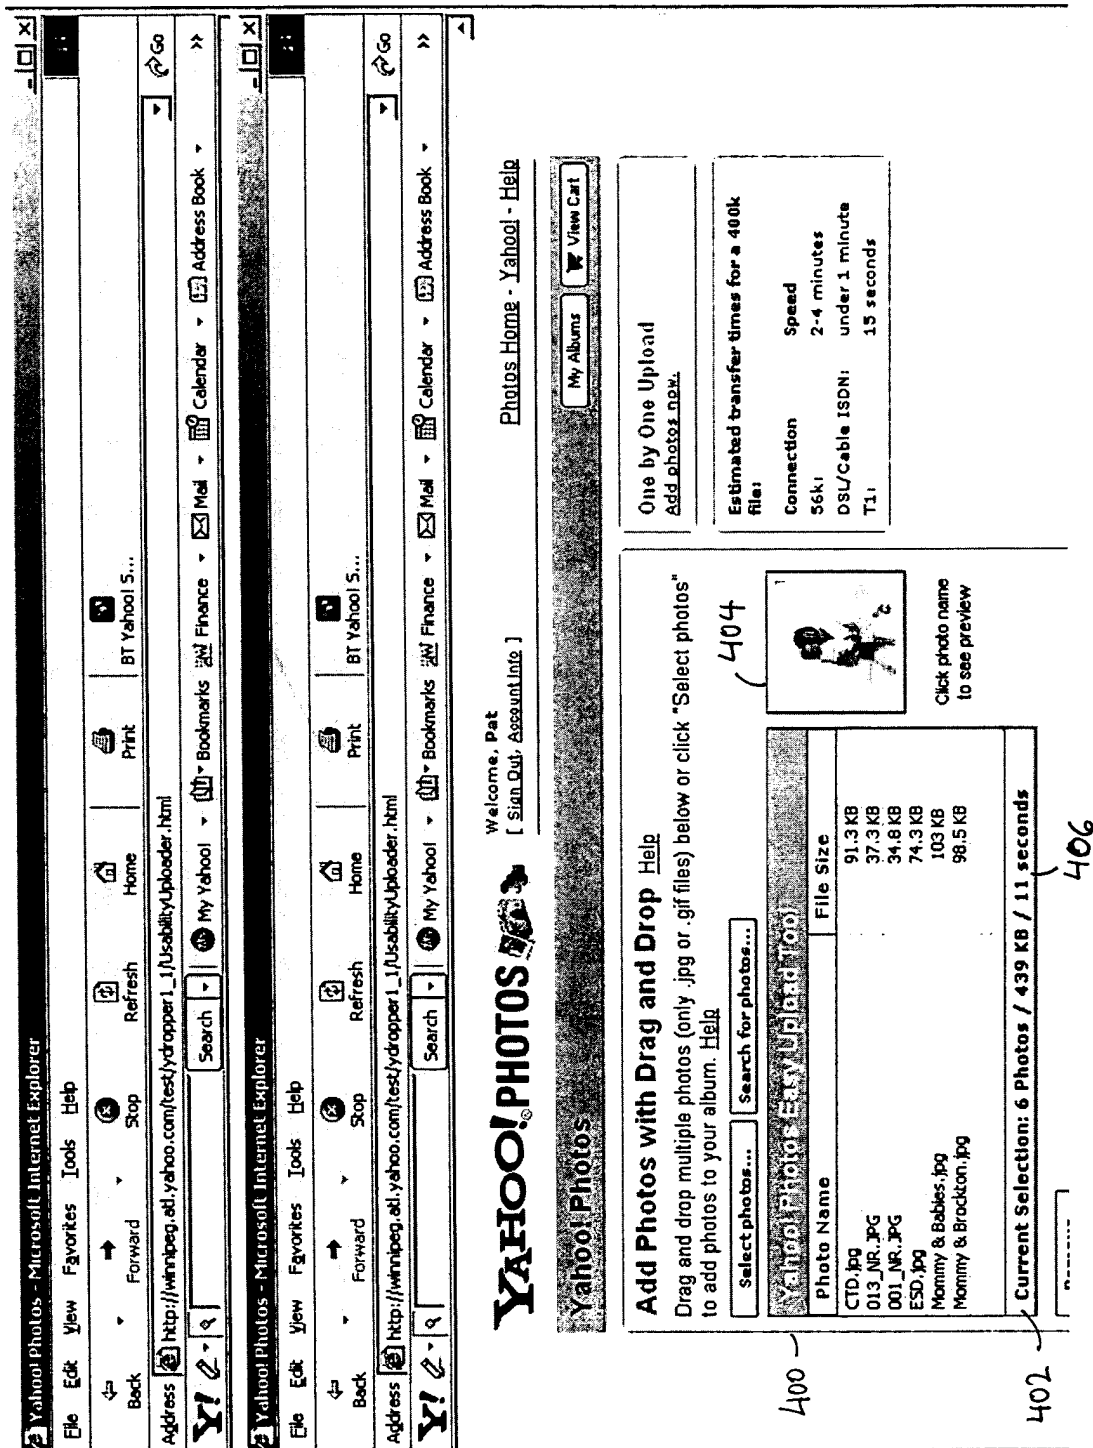 Yahoo! Photos - Microsoft Internet Explorer
File Edit View Favorites Tools Help
Back Forward Stop Refresh Home Print BT Yahoo! S...
Address http://winnipeg.atl.yahoo.com/test/ydropper1_1/UsabilityUploader.html Go
Y! Search My Yahoo! Bookmarks Finance Mail Calendar Address Book »
Yahoo! Photos - Microsoft Internet Explorer
File Edit View Favorites Tools Help
Back Forward Stop Refresh Home Print BT Yahoo! S...
Address http://winnipeg.atl.yahoo.com/test/ydropper1_1/UsabilityUploader.html Go
Y! Search My Yahoo! Bookmarks Finance Mail Calendar Address Book »
YAHOO! PHOTOS
Welcome, Pat
[ Sign Out, Account Info ]
Photos Home - Yahoo! - Help
Yahoo! Photos
My Albums View Cart
Add Photos with Drag and Drop Help
Drag and drop multiple photos (only .jpg or .gif files) below or click "Select photos"
to add photos to your album. Help
Select photos... Search for photos...
400
Yahoo! Photos Easy Upload Tool
Photo Name File Size
CTD.jpg 91.3 KB
013_NR.JPG 37.3 KB
001_NR.JPG 34.8 KB
ESD.jpg 74.3 KB
Mommy & Babies.jpg 103 KB
Mommy & Brockton.jpg 98.5 KB
Current Selection: 6 Photos / 439 KB / 11 seconds
402
406
404
Click photo name
to see preview
One by One Upload
Add photos now.
Estimated transfer times for a 400k
file:
Connection Speed
56k: 2-4 minutes
DSL/Cable ISDN: under 1 minute
T1: 15 seconds